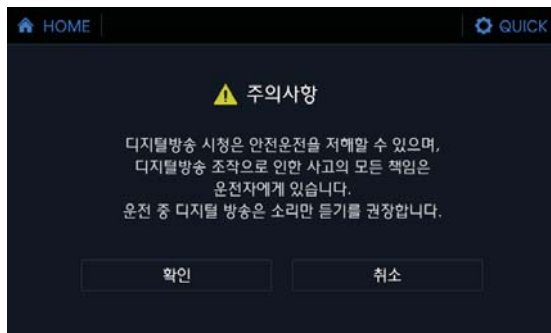 HOME QUICK
주의사항
디지털방송 시청은 안전운전을 저해할 수 있으며,
디지털방송 조작으로 인한 사고의 모든 책임은
운전자에게 있습니다.
운전 중 디지털 방송은 소리만 듣기를 권장합니다.
확인 취소